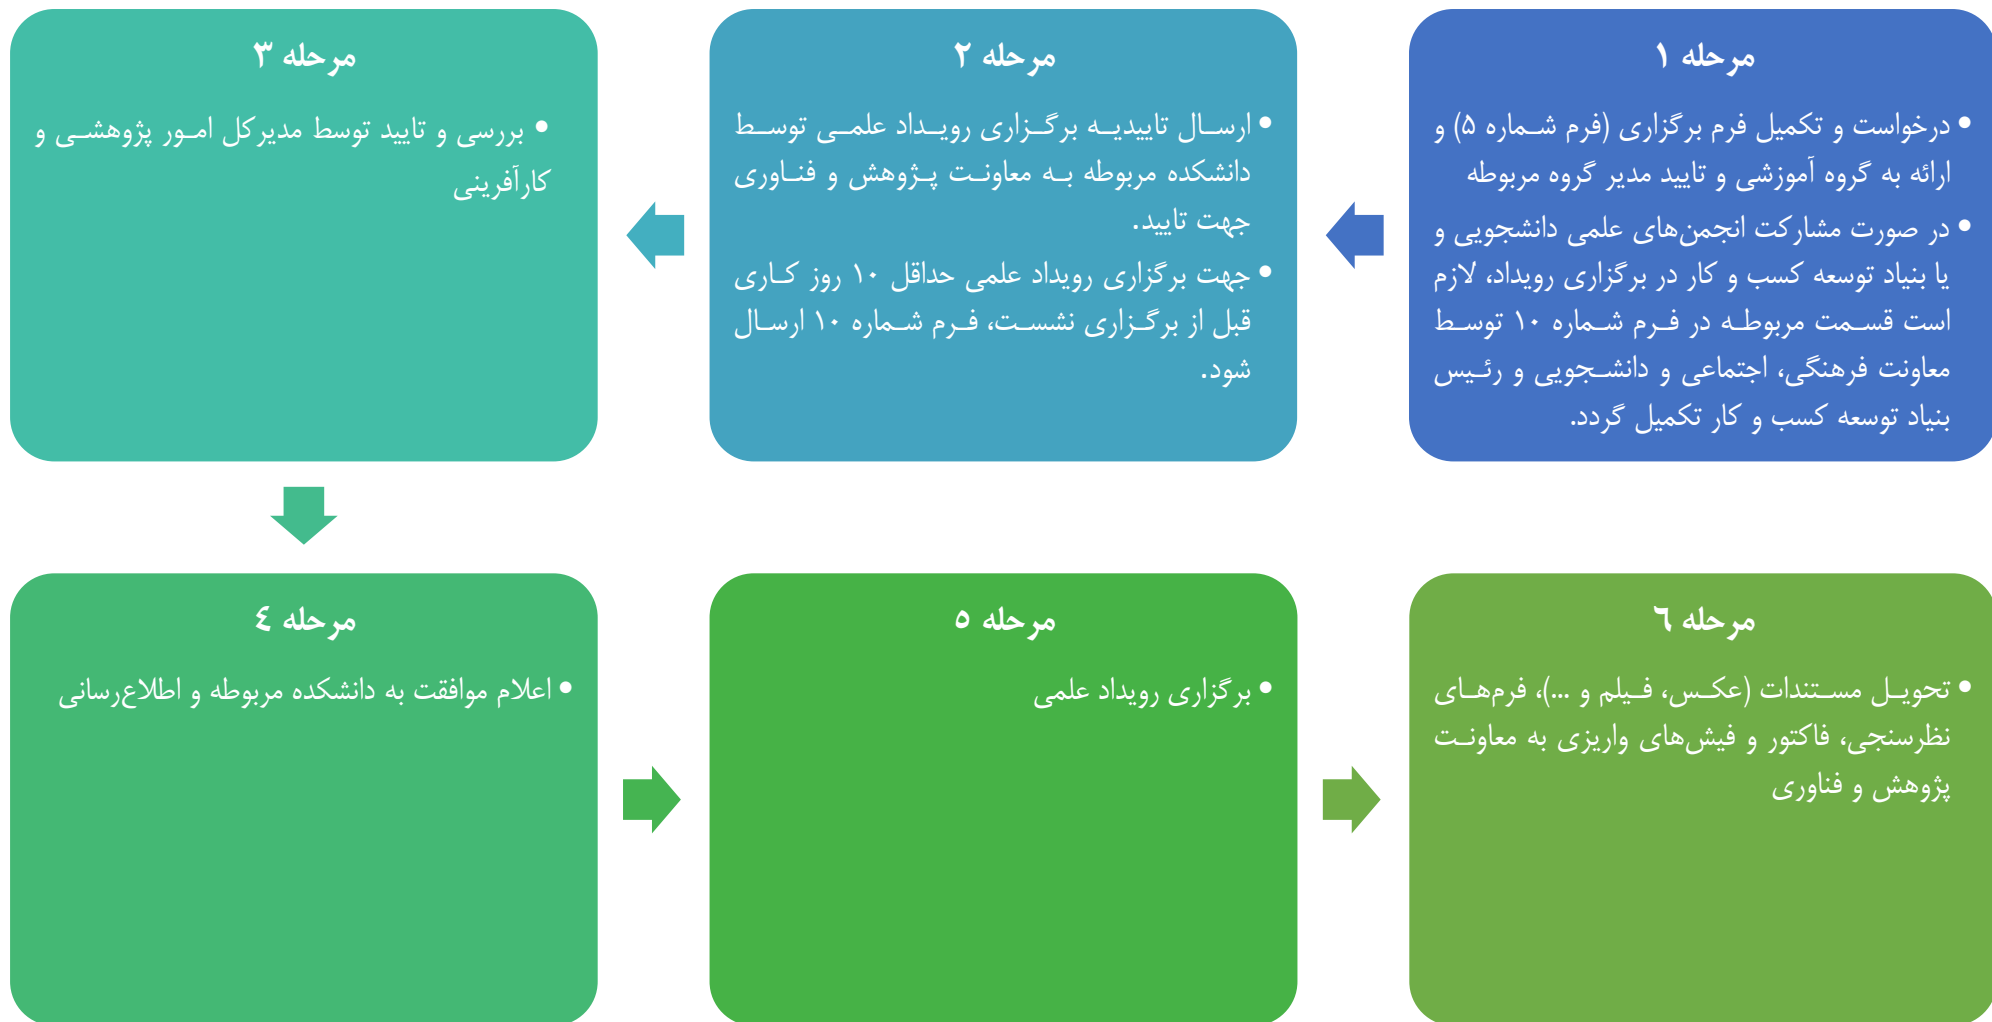 مرحله ۱
• درخواست و تکمیل فرم برگزاری (فرم شماره ۵) و
ارائه به گروه آموزشی و تایید مدیر گروه مربوطه
• در صورت مشارکت انجمن‌های علمی دانشجویی و
یا بنیاد توسعه کسب و کار در برگزاری رویداد، لازم
است قسمت مربوطه در فرم شماره ۱۰ توسط
معاونت فرهنگی، اجتماعی و دانشجویی و رئیس
بنیاد توسعه کسب و کار تکمیل گردد.
مرحله ۲
• ارسال تاییدیه برگزاری رویداد علمی توسط
دانشکده مربوطه به معاونت پژوهش و فناوری
جهت تایید.
• جهت برگزاری رویداد علمی حداقل ۱۰ روز کاری
قبل از برگزاری نشست، فرم شماره ۱۰ ارسال
شود.
مرحله ۳
• بررسی و تایید توسط مدیرکل امور پژوهشی و
کارآفرینی
مرحله ٤
• اعلام موافقت به دانشکده مربوطه و اطلاع‌رسانی
مرحله ٥
• برگزاری رویداد علمی
مرحله ٦
• تحویل مستندات (عکس، فیلم و ...)، فرم‌های
نظرسنجی، فاکتور و فیش‌های واریزی به معاونت
پژوهش و فناوری